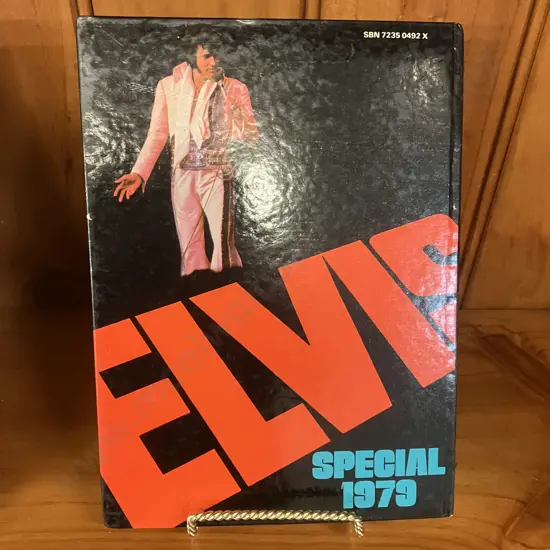 SBN 7235 0492 X
ELVIS
SPECIAL
1979